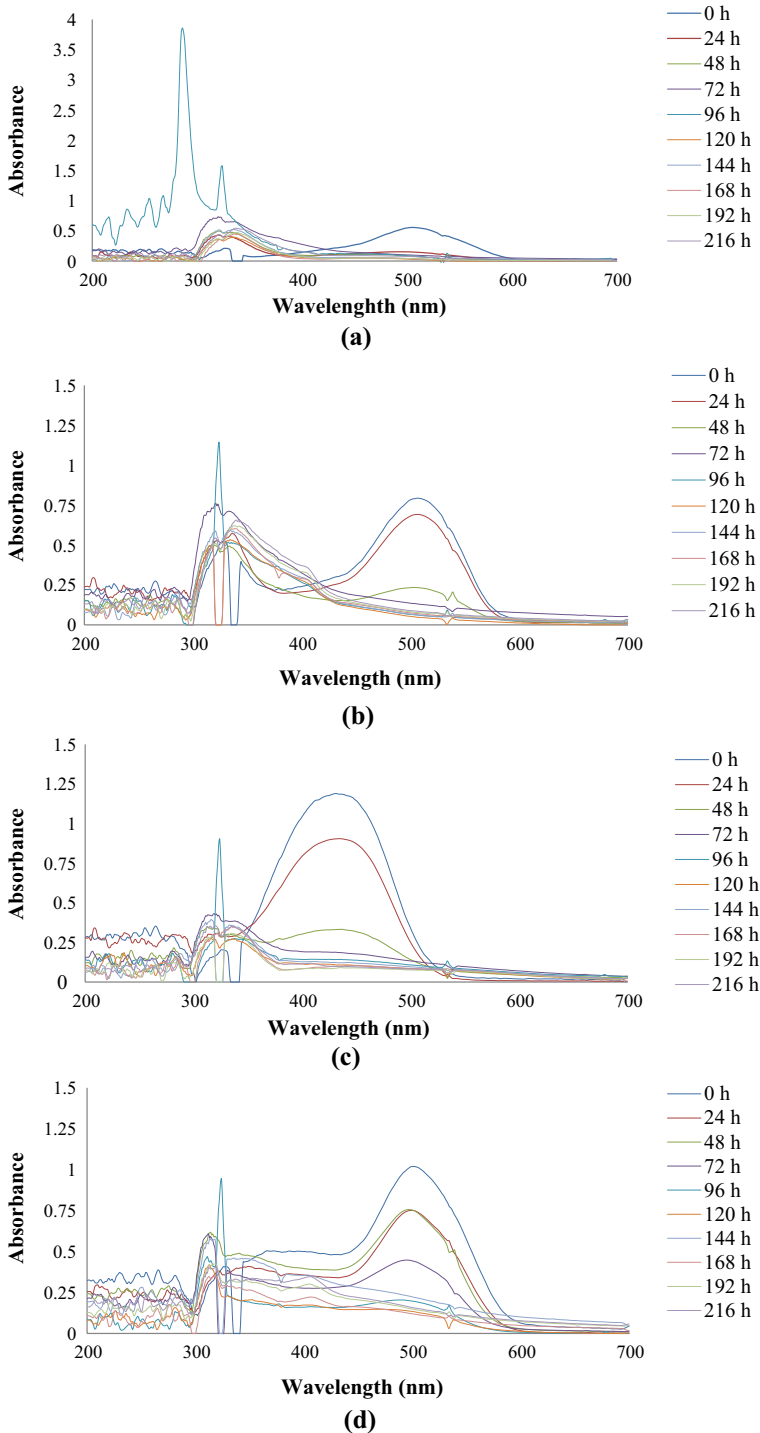 4
3.5
3
2.5
2
1.5
1
0.5
0
Absorbance
200 300 400 500 600 700
Wavelenghth (nm)
0 h
24 h
48 h
72 h
96 h
120 h
144 h
168 h
192 h
216 h
(a)
1.5
1.25
1
0.75
0.5
0.25
0
Absorbance
200 300 400 500 600 700
Wavelength (nm)
0 h
24 h
48 h
72 h
96 h
120 h
144 h
168 h
192 h
216 h
(b)
1.5
1.25
1
0.75
0.5
0.25
0
Absorbance
200 300 400 500 600 700
Wavelength (nm)
0 h
24 h
48 h
72 h
96 h
120 h
144 h
168 h
192 h
216 h
(c)
1.5
1.25
1
0.75
0.5
0.25
0
Absorbance
200 300 400 500 600 700
Wavelength (nm)
0 h
24 h
48 h
72 h
96 h
120 h
144 h
168 h
192 h
216 h
(d)